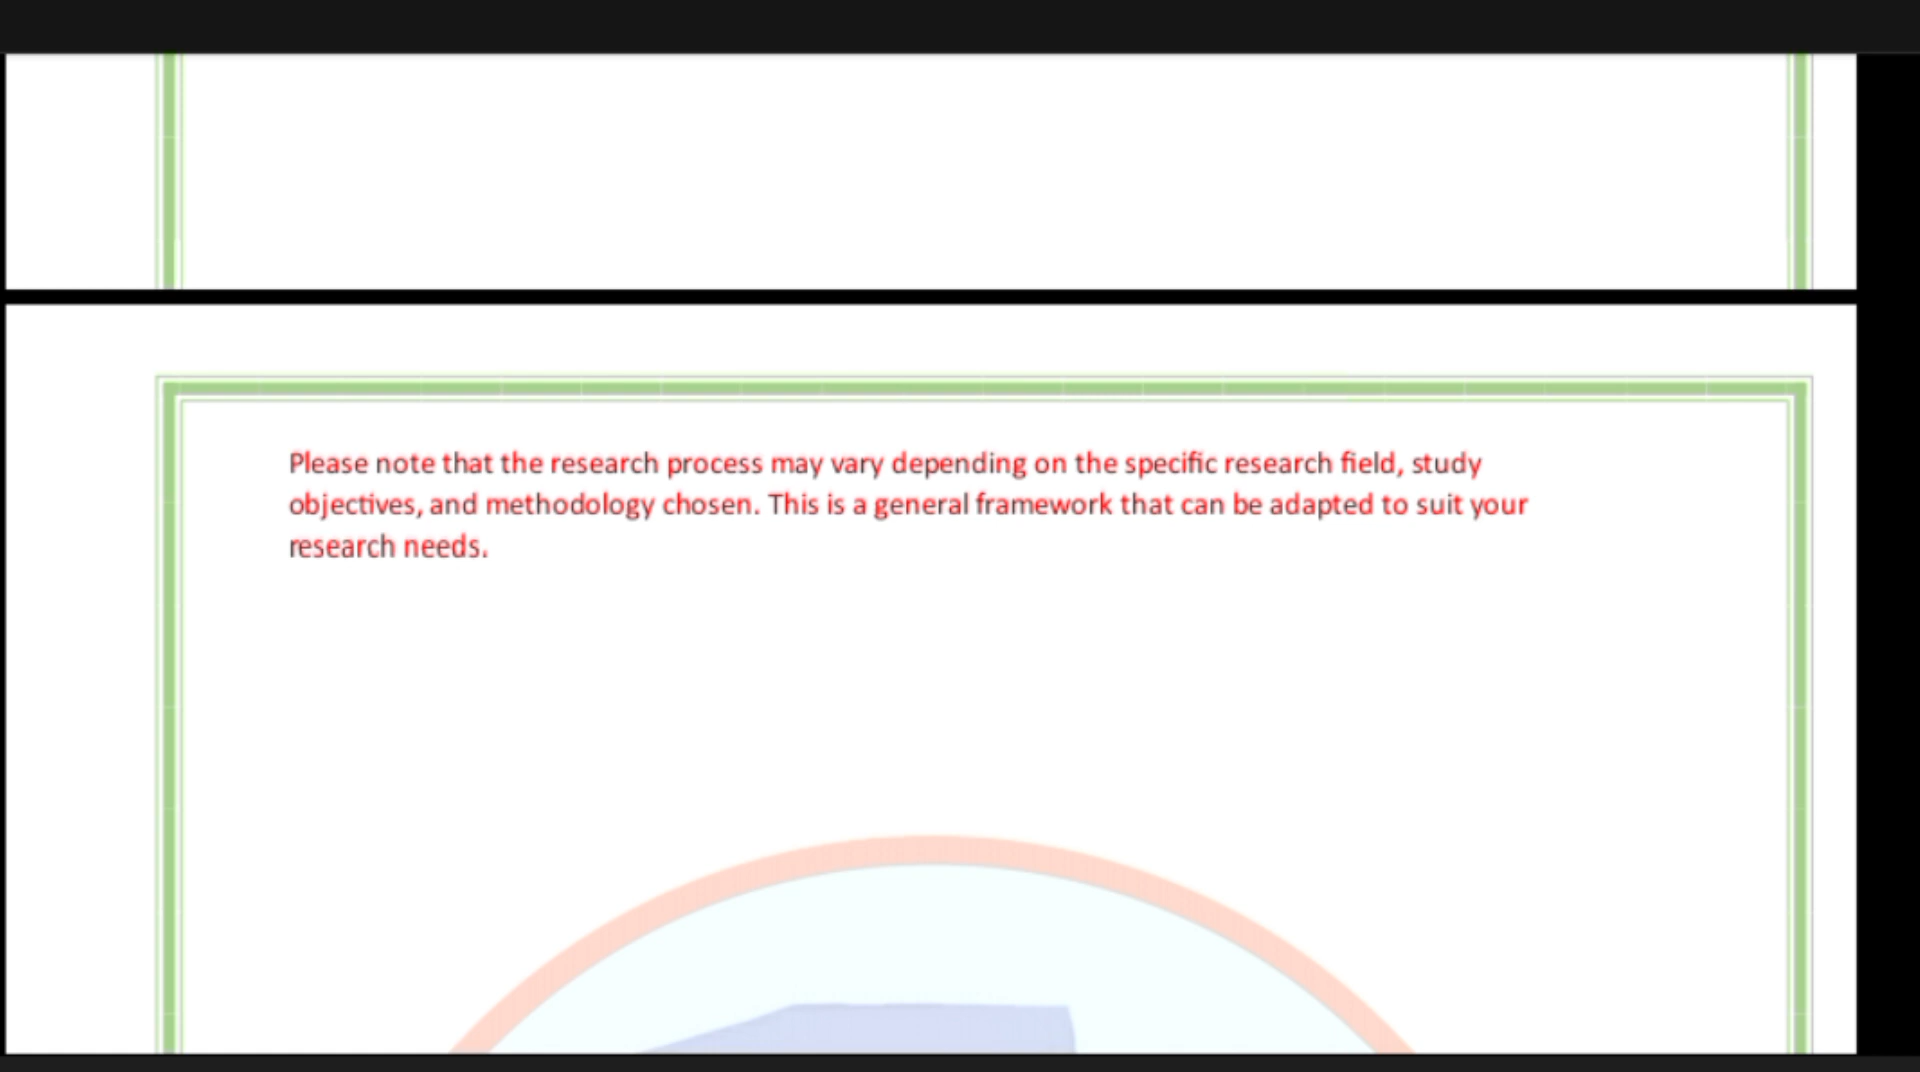 Please note that the research process may vary depending on the specific research field, study
objectives, and methodology chosen. This is a general framework that can be adapted to suit your
research needs.